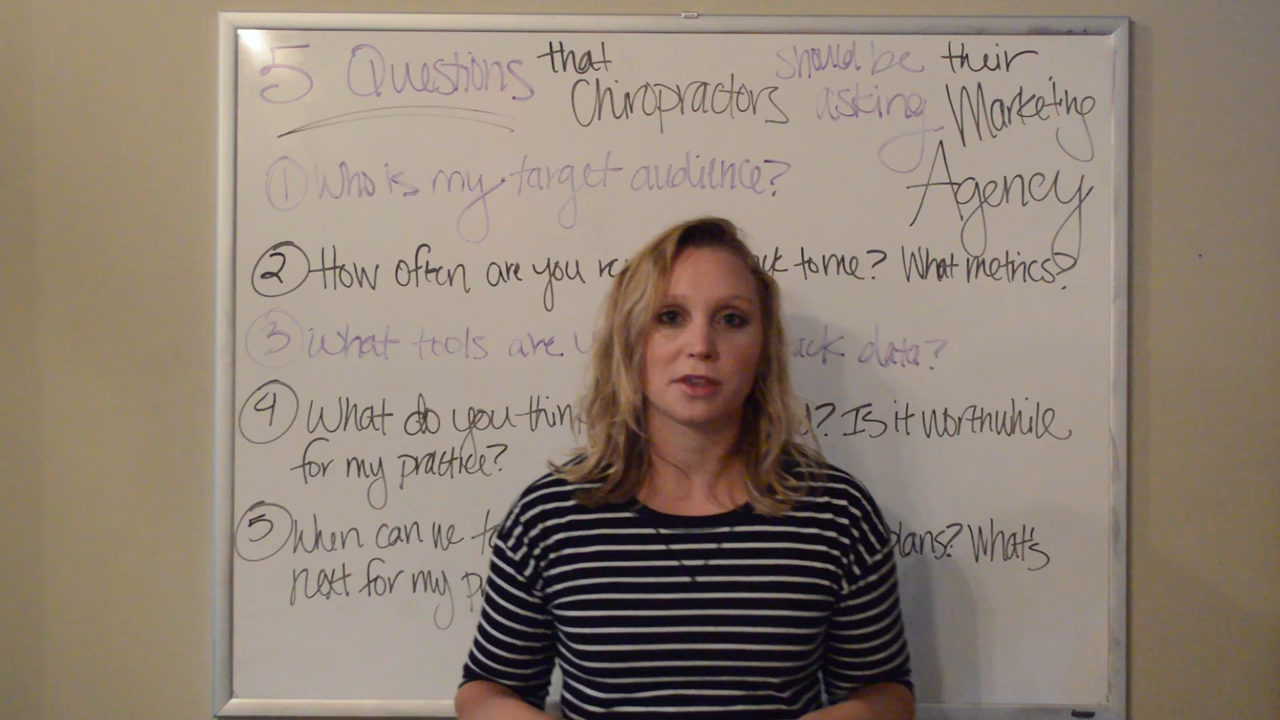 5 Questions that Chiropractors should be asking their Marketing Agency
① Who is my target audience?
② How often are you to me? What metrics?
③ What tools are data?
④ What do you ? Is it worthwhile
for my practice?
⑤ When can we plans? What's
next for my